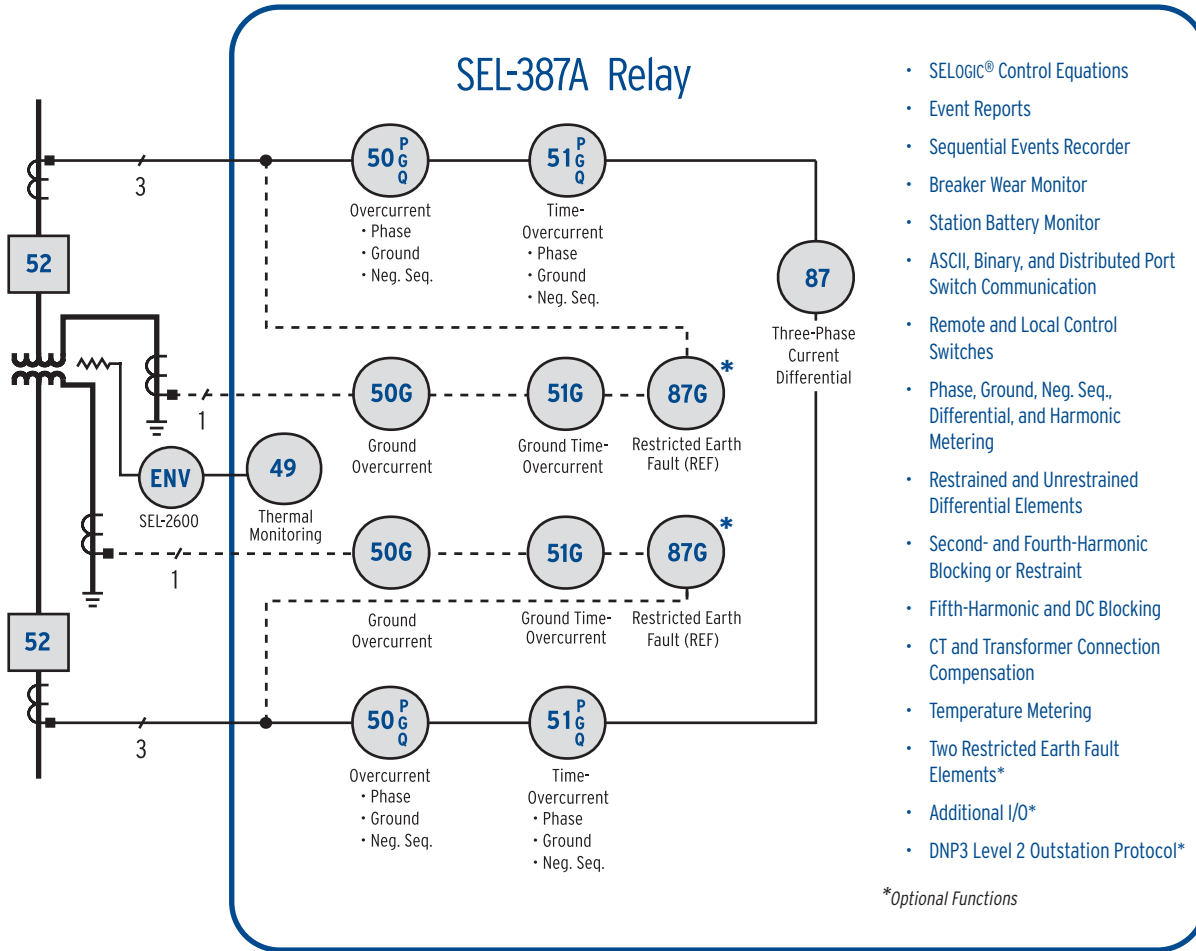 SEL-387A Relay
3
50 P G Q
Overcurrent
· Phase
· Ground
· Neg. Seq.
51 P G Q
Time-
Overcurrent
· Phase
· Ground
· Neg. Seq.
52
87
Three-Phase
Current
Differential
1
50G
Ground
Overcurrent
51G
Ground Time-
Overcurrent
87G*
Restricted Earth
Fault (REF)
ENV
SEL-2600
49
Thermal
Monitoring
1
50G
Ground
Overcurrent
51G
Ground Time-
Overcurrent
87G*
Restricted Earth
Fault (REF)
52
3
50 P G Q
Overcurrent
· Phase
· Ground
· Neg. Seq.
51 P G Q
Time-
Overcurrent
· Phase
· Ground
· Neg. Seq.
• SELOGIC® Control Equations
• Event Reports
• Sequential Events Recorder
• Breaker Wear Monitor
• Station Battery Monitor
• ASCII, Binary, and Distributed Port
Switch Communication
• Remote and Local Control
Switches
• Phase, Ground, Neg. Seq.,
Differential, and Harmonic
Metering
• Restrained and Unrestrained
Differential Elements
• Second- and Fourth-Harmonic
Blocking or Restraint
• Fifth-Harmonic and DC Blocking
• CT and Transformer Connection
Compensation
• Temperature Metering
• Two Restricted Earth Fault
Elements*
• Additional I/O*
• DNP3 Level 2 Outstation Protocol*
*Optional Functions